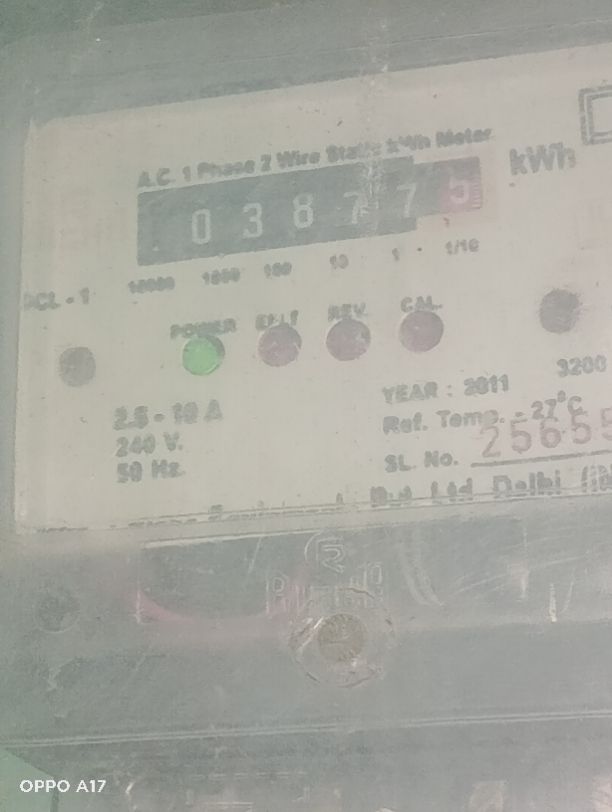 A.C. 1 Phase 2 Wire Static kWh Meter
kWh
0 3 8 7 7 5
10000 1000 100 10 1 1/10
CL - 1
POWER E/LT REV. CAL.
3200
2.5 - 10 A
240 V.
50 Hz.
YEAR : 2011
Ref. Temp. - 27°C
SL. No. 25655
Pvt Ltd Delhi
OPPO A17